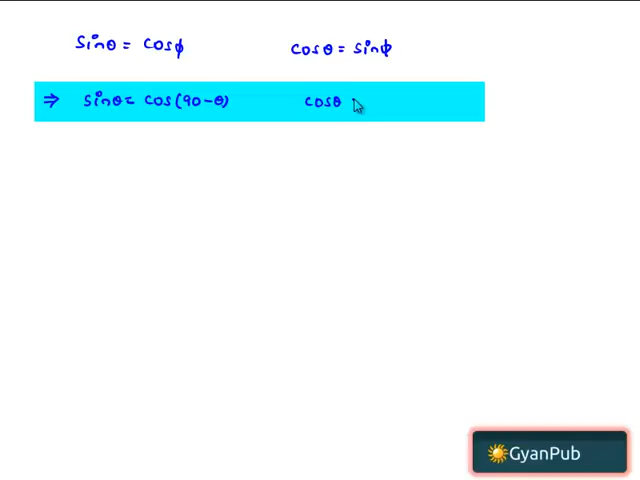 sinθ = cosϕ cosθ = sinϕ
⇒ sinθ = cos(90-θ) cosθ
GyanPub